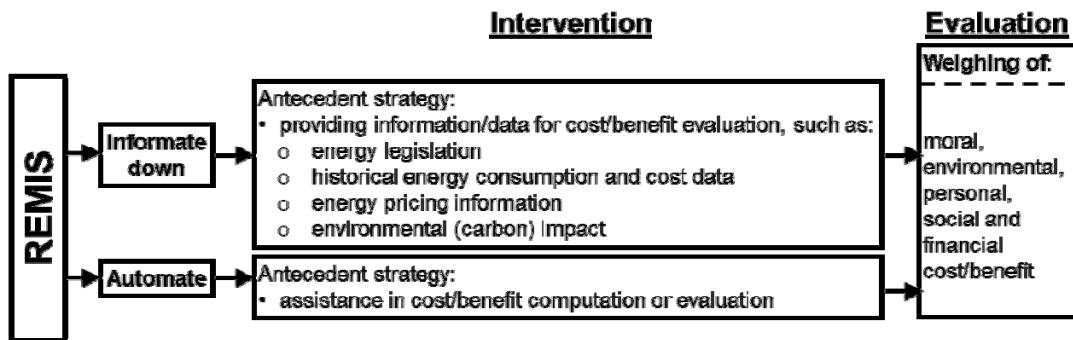 Intervention
Evaluation
REMIS
Informate
down
Antecedent strategy:
• providing information/data for cost/benefit evaluation, such as:
o energy legislation
o historical energy consumption and cost data
o energy pricing information
o environmental (carbon) impact
Automate
Antecedent strategy:
• assistance in cost/benefit computation or evaluation
Weighing of:
moral,
environmental,
personal,
social and
financial
cost/benefit